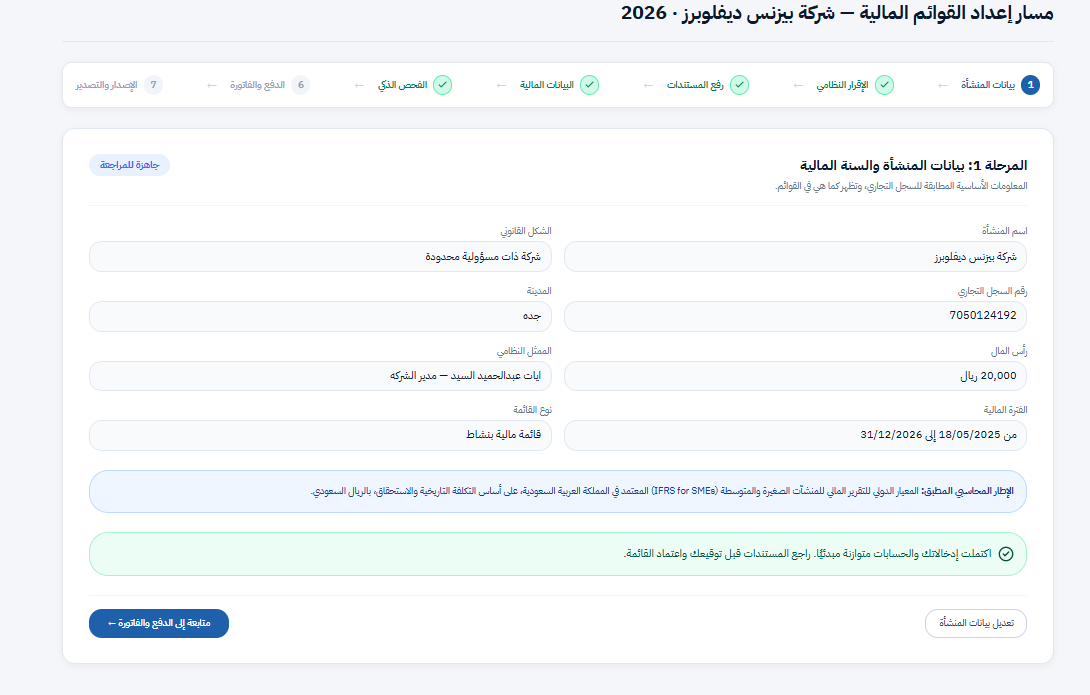 مسار إعداد القوائم المالية — شركة بيزنس ديفلوبرز · 2026
1 بيانات المنشأة ← الإقرار النظامي ← رفع المستندات ← البيانات المالية ← الفحص الذكي ← 6 الدفع والفاتورة ← 7 الإصدار والتصدير
المرحلة 1: بيانات المنشأة والسنة المالية
جاهزة للمراجعة
المعلومات الأساسية المطابقة للسجل التجاري، وتظهر كما هي في القوائم.
اسم المنشأة
شركة بيزنس ديفلوبرز
الشكل القانوني
شركة ذات مسؤولية محدودة
رقم السجل التجاري
7050124192
المدينة
جده
رأس المال
20,000 ريال
الممثل النظامي
ايات عبدالحميد السيد — مدير الشركه
الفترة المالية
من 18/05/2025 إلى 31/12/2026
نوع القائمة
قائمة مالية بنشاط
الإطار المحاسبي المطبق: المعيار الدولي للتقرير المالي للمنشآت الصغيرة والمتوسطة (IFRS for SMEs) المعتمد في المملكة العربية السعودية، على أساس التكلفة التاريخية والاستحقاق، بالريال السعودي.
اكتملت إدخالاتك والحسابات متوازنة مبدئيًا. راجع المستندات قبل توقيعك واعتماد القائمة.
تعديل بيانات المنشأة
متابعة إلى الدفع والفاتورة ←